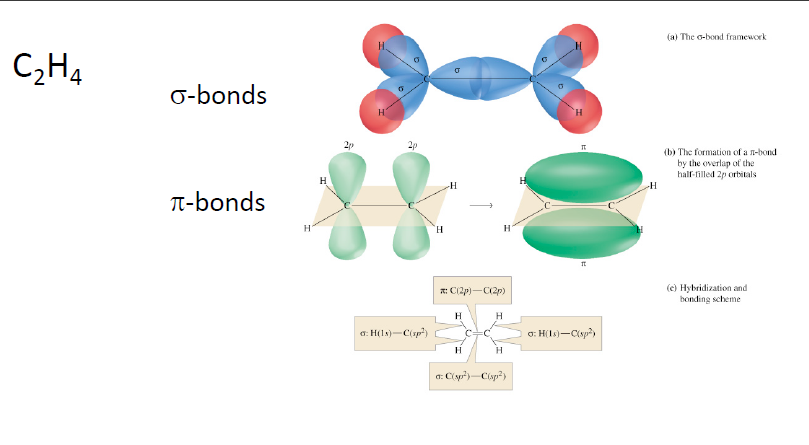 C₂H₄
σ-bonds
H
H
σ
σ
C
σ
C
σ
σ
H
H
(a) The σ-bond framework
π-bonds
2p
2p
H
H
C
C
H
H
π
H
H
C
C
H
H
π
(b) The formation of a π-bond
by the overlap of the
half-filled 2p orbitals
π: C(2p)—C(2p)
H
H
σ: H(1s)—C(sp²)
C=C
σ: H(1s)—C(sp²)
H
H
σ: C(sp²)—C(sp²)
(c) Hybridization and
bonding scheme